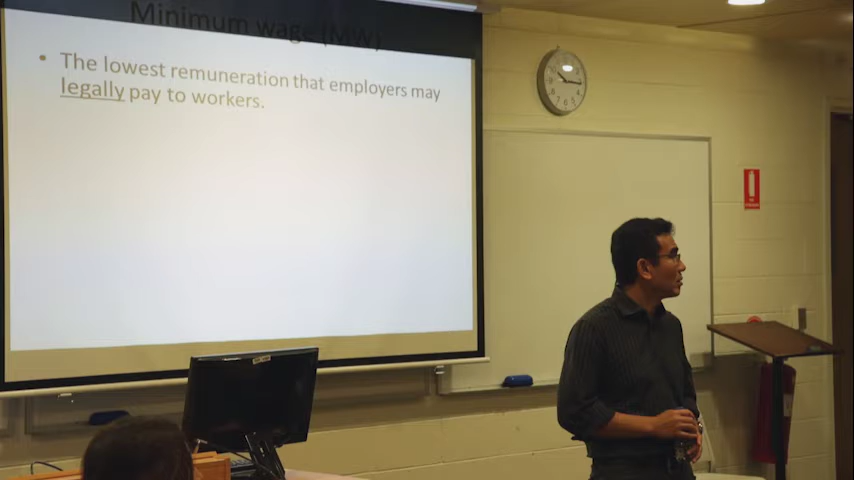 Minimum wage (MW)
• The lowest remuneration that employers may
legally pay to workers.